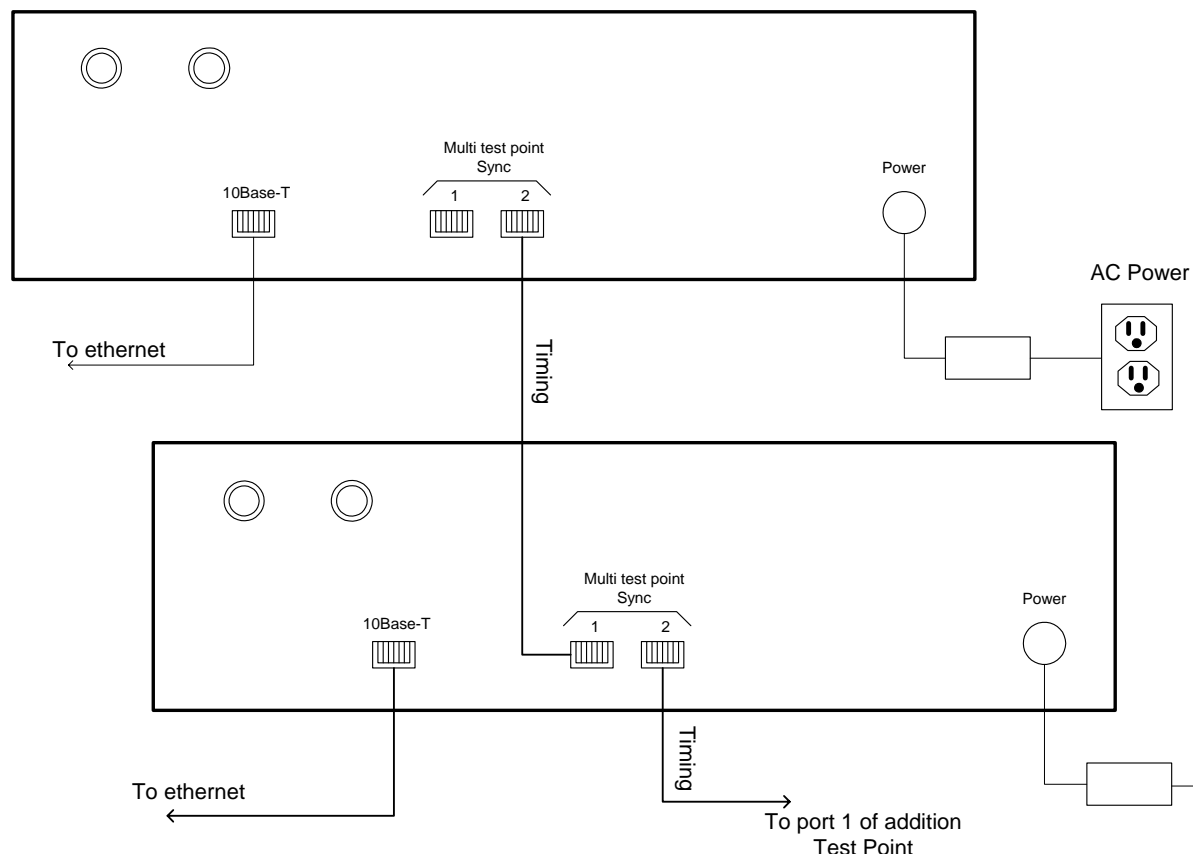 Multi test point
Sync
Power
10Base-T
1
2
AC Power
To ethernet
Timing
Multi test point
Sync
Power
10Base-T
1
2
Timing
To ethernet
To port 1 of addition
Test Point